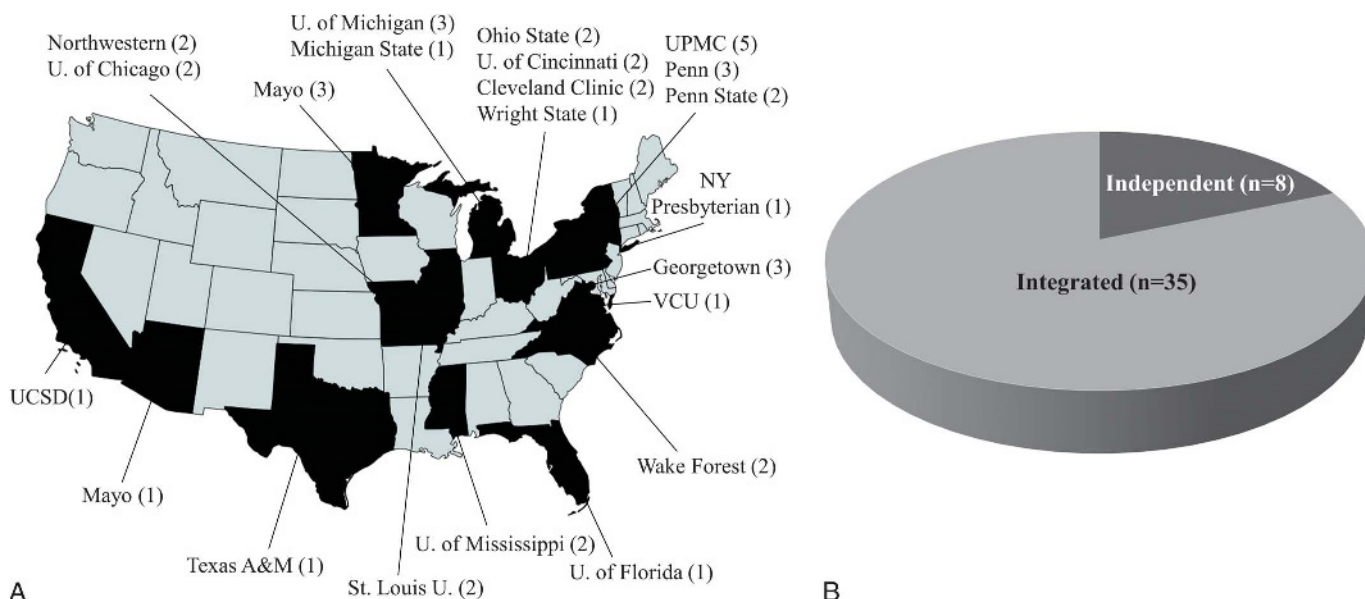 Northwestern (2)
U. of Chicago (2)
U. of Michigan (3)
Michigan State (1)
Mayo (3)
Ohio State (2)
U. of Cincinnati (2)
Cleveland Clinic (2)
Wright State (1)
UPMC (5)
Penn (3)
Penn State (2)
NY
Presbyterian (1)
Georgetown (3)
VCU (1)
UCSD(1)
Mayo (1)
Texas A&M (1)
St. Louis U. (2)
U. of Mississippi (2)
U. of Florida (1)
Wake Forest (2)
A
Independent (n=8)
Integrated (n=35)
B